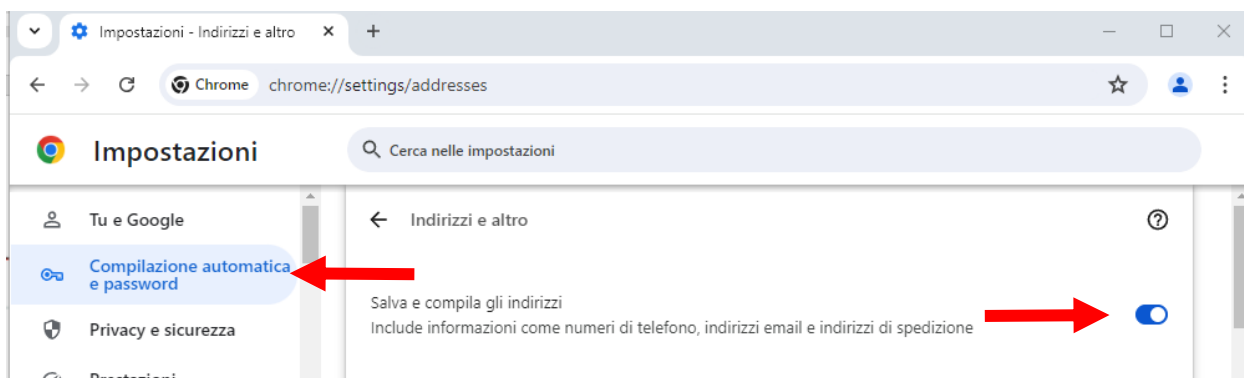 Impostazioni - Indirizzi e altro
Chrome chrome://settings/addresses
Impostazioni
Cerca nelle impostazioni
Tu e Google
Compilazione automatica
e password
Privacy e sicurezza
Prestazioni
Indirizzi e altro
Salva e compila gli indirizzi
Include informazioni come numeri di telefono, indirizzi email e indirizzi di spedizione